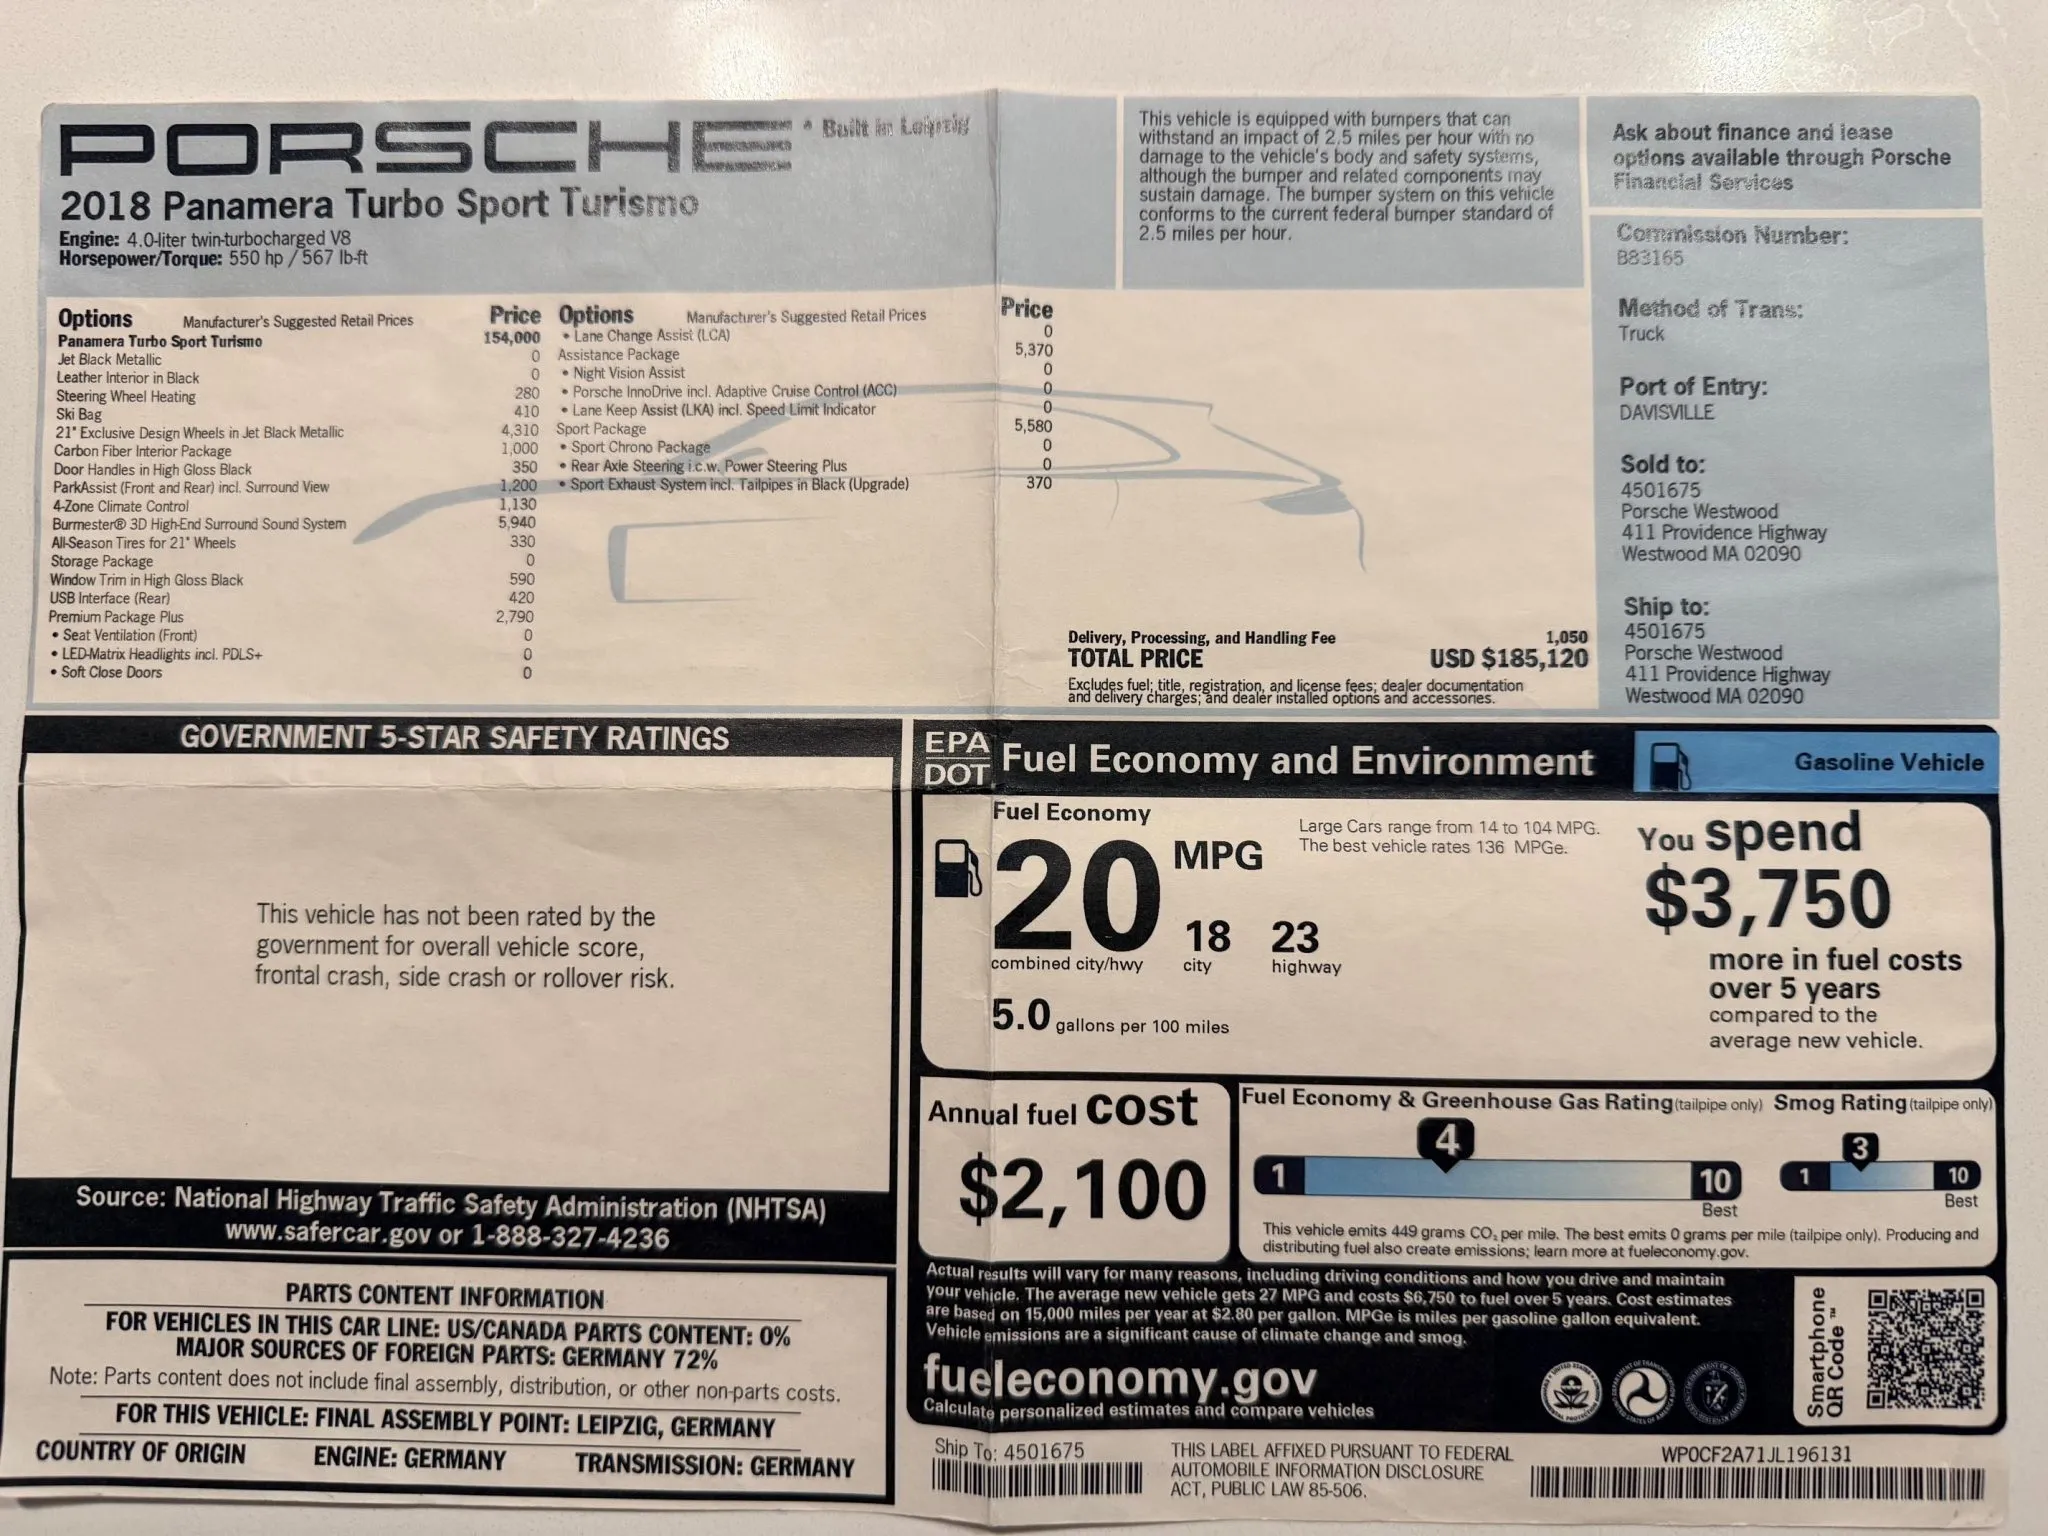 PORSCHE * Built in Leipzig
2018 Panamera Turbo Sport Turismo
Engine: 4.0-liter twin-turbocharged V8
Horsepower/Torque: 550 hp / 567 lb-ft
This vehicle is equipped with bumpers that can
withstand an impact of 2.5 miles per hour with no
damage to the vehicle's body and safety systems,
although the bumper and related components may
sustain damage. The bumper system on this vehicle
conforms to the current federal bumper standard of
2.5 miles per hour.
Ask about finance and lease
options available through Porsche
Financial Services
Options Manufacturer's Suggested Retail Prices Price
Panamera Turbo Sport Turismo 154,000
Jet Black Metallic 0
Leather Interior in Black 0
Steering Wheel Heating 280
Ski Bag 410
21" Exclusive Design Wheels in Jet Black Metallic 4,310
Carbon Fiber Interior Package 1,000
Door Handles in High Gloss Black 350
ParkAssist (Front and Rear) incl. Surround View 1,200
4-Zone Climate Control 1,130
Burmester® 3D High-End Surround Sound System 5,940
All-Season Tires for 21" Wheels 330
Storage Package 0
Window Trim in High Gloss Black 590
USB Interface (Rear) 420
Premium Package Plus 2,790
• Seat Ventilation (Front) 0
• LED-Matrix Headlights incl. PDLS+ 0
• Soft Close Doors 0
Options Manufacturer's Suggested Retail Prices Price
• Lane Change Assist (LCA) 0
Assistance Package 5,370
• Night Vision Assist 0
• Porsche InnoDrive incl. Adaptive Cruise Control (ACC) 0
• Lane Keep Assist (LKA) incl. Speed Limit Indicator 0
Sport Package 5,580
• Sport Chrono Package 0
• Rear Axle Steering i.c.w. Power Steering Plus 0
• Sport Exhaust System incl. Tailpipes in Black (Upgrade) 370
Delivery, Processing, and Handling Fee 1,050
TOTAL PRICE USD $185,120
Excludes fuel; title, registration, and license fees; dealer documentation
and delivery charges; and dealer installed options and accessories.
Commission Number:
B83165
Method of Trans:
Truck
Port of Entry:
DAVISVILLE
Sold to:
4501675
Porsche Westwood
411 Providence Highway
Westwood MA 02090
Ship to:
4501675
Porsche Westwood
411 Providence Highway
Westwood MA 02090
GOVERNMENT 5-STAR SAFETY RATINGS
This vehicle has not been rated by the
government for overall vehicle score,
frontal crash, side crash or rollover risk.
Source: National Highway Traffic Safety Administration (NHTSA)
www.safercar.gov or 1-888-327-4236
PARTS CONTENT INFORMATION
FOR VEHICLES IN THIS CAR LINE: US/CANADA PARTS CONTENT: 0%
MAJOR SOURCES OF FOREIGN PARTS: GERMANY 72%
Note: Parts content does not include final assembly, distribution, or other non-parts costs.
FOR THIS VEHICLE: FINAL ASSEMBLY POINT: LEIPZIG, GERMANY
COUNTRY OF ORIGIN ENGINE: GERMANY TRANSMISSION: GERMANY
EPA
DOT
Fuel Economy and Environment
Gasoline Vehicle
Fuel Economy
20 MPG
combined city/hwy
18
city
23
highway
5.0 gallons per 100 miles
Large Cars range from 14 to 104 MPG.
The best vehicle rates 136 MPGe.
You spend
$3,750
more in fuel costs
over 5 years
compared to the
average new vehicle.
Annual fuel cost
$2,100
Fuel Economy & Greenhouse Gas Rating (tailpipe only)
4
1 10
Best
Smog Rating (tailpipe only)
3
1 10
Best
This vehicle emits 449 grams CO2 per mile. The best emits 0 grams per mile (tailpipe only). Producing and
distributing fuel also create emissions; learn more at fueleconomy.gov.
Actual results will vary for many reasons, including driving conditions and how you drive and maintain
your vehicle. The average new vehicle gets 27 MPG and costs $6,750 to fuel over 5 years. Cost estimates
are based on 15,000 miles per year at $2.80 per gallon. MPGe is miles per gasoline gallon equivalent.
Vehicle emissions are a significant cause of climate change and smog.
fueleconomy.gov
Calculate personalized estimates and compare vehicles
Smartphone
QR Code™
Ship To: 4501675
THIS LABEL AFFIXED PURSUANT TO FEDERAL
AUTOMOBILE INFORMATION DISCLOSURE
ACT, PUBLIC LAW 85-506.
WP0CF2A71JL196131